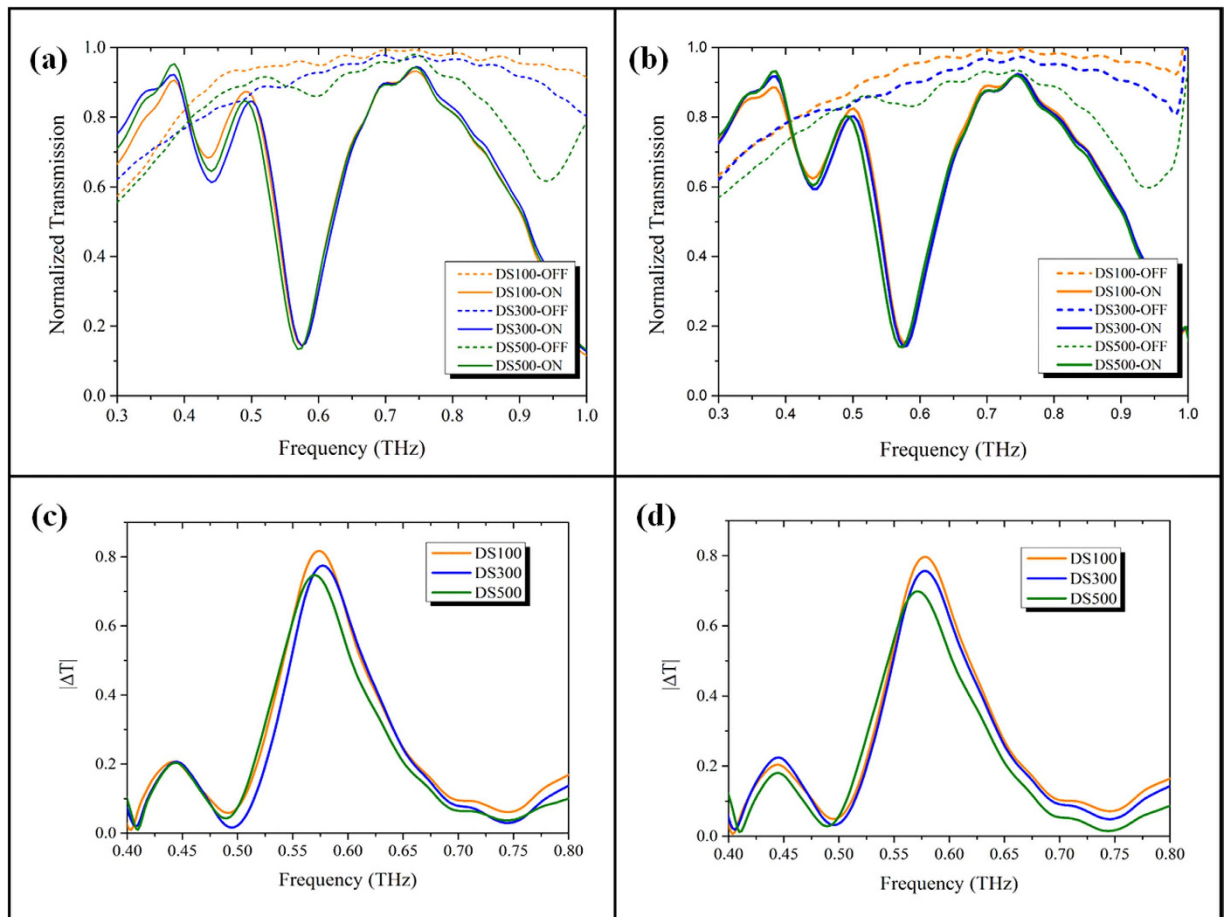 (a)
1.0
0.8
0.6
0.4
0.2
0.0
Normalized Transmission
DS100-OFF
DS100-ON
DS300-OFF
DS300-ON
DS500-OFF
DS500-ON
0.3 0.4 0.5 0.6 0.7 0.8 0.9 1.0
Frequency (THz)
(b)
1.0
0.8
0.6
0.4
0.2
0.0
Normalized Transmission
DS100-OFF
DS100-ON
DS300-OFF
DS300-ON
DS500-OFF
DS500-ON
0.3 0.4 0.5 0.6 0.7 0.8 0.9 1.0
Frequency (THz)
(c)
0.8
0.6
0.4
0.2
0.0
|ΔT|
DS100
DS300
DS500
0.40 0.45 0.50 0.55 0.60 0.65 0.70 0.75 0.80
Frequency (THz)
(d)
0.8
0.6
0.4
0.2
0.0
|ΔT|
DS100
DS300
DS500
0.40 0.45 0.50 0.55 0.60 0.65 0.70 0.75 0.80
Frequency (THz)